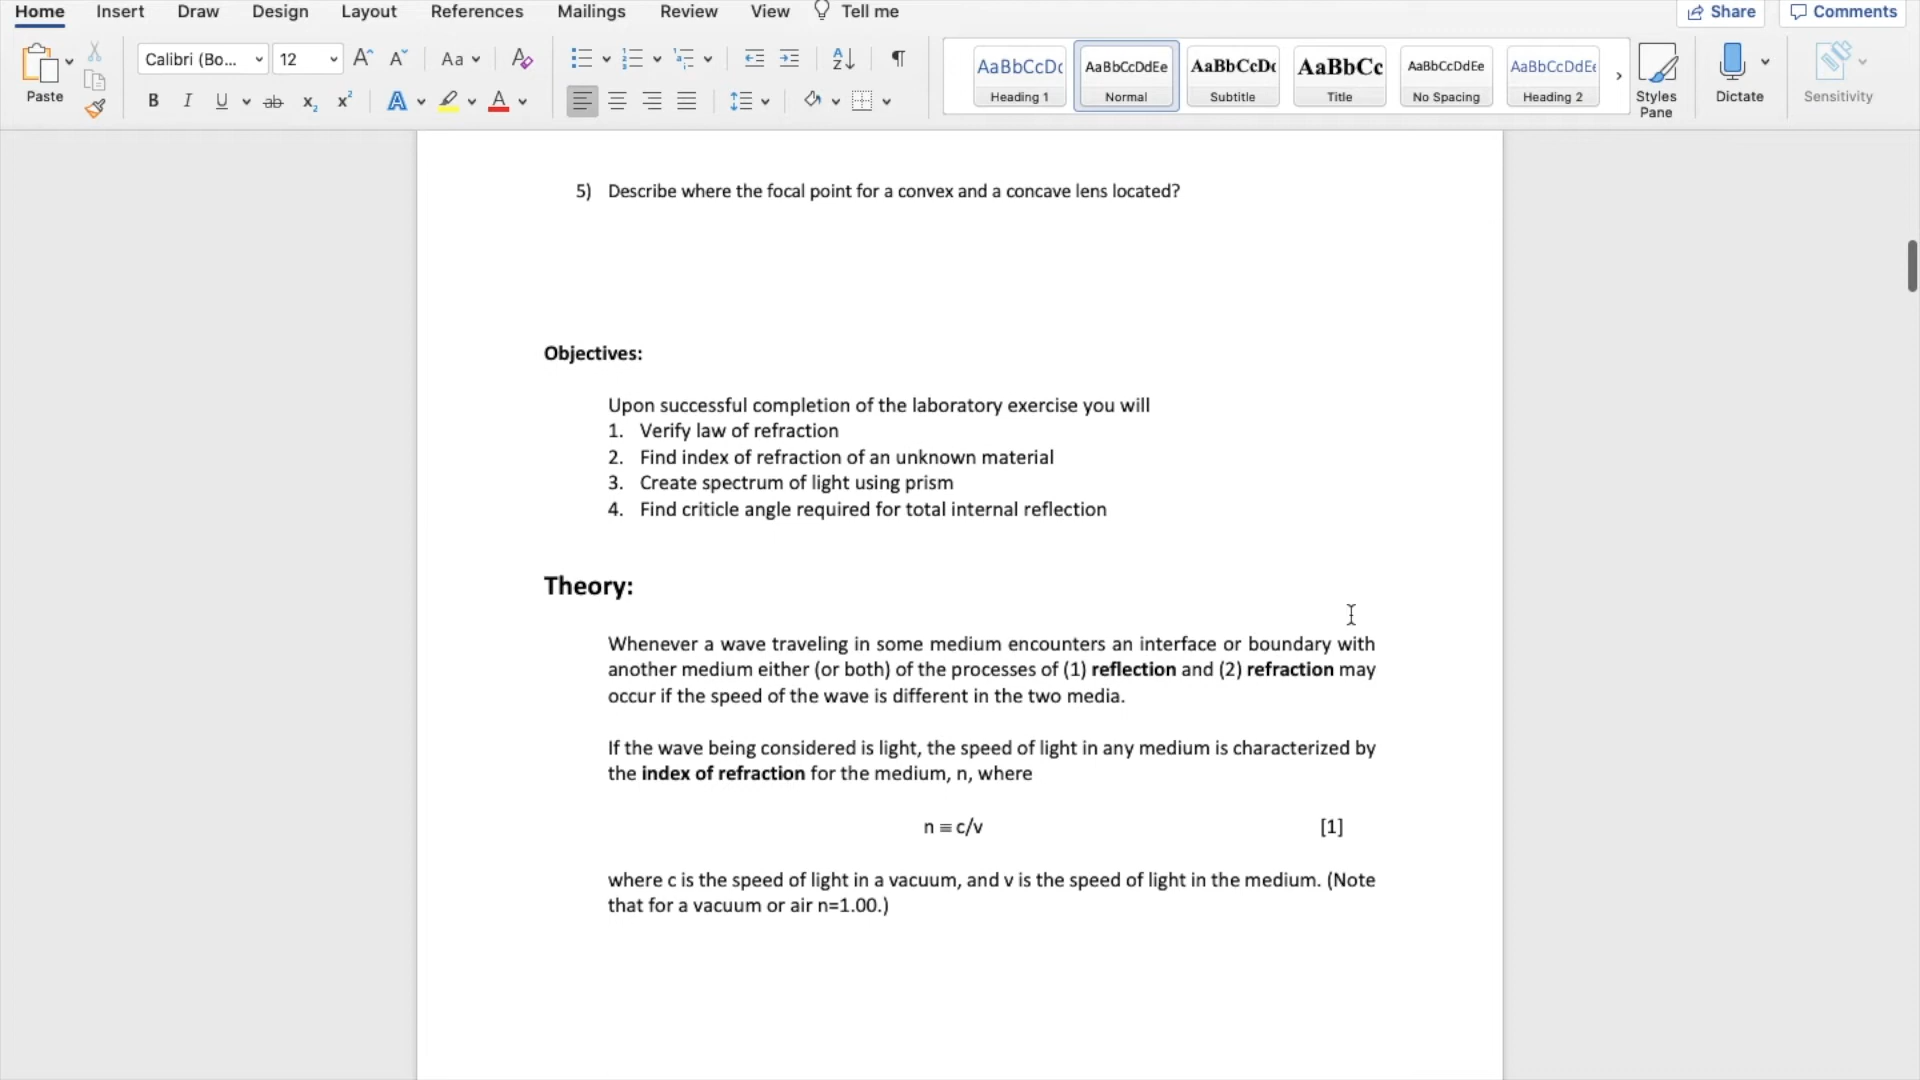 Home Insert Draw Design Layout References Mailings Review View Tell me Share Comments
Calibri (Bo... 12 Aa
Paste
B I U ab x₂ x² A A
AaBbCcDc AaBbCcDdEe AaBbCcDc AaBbCc AaBbCcDdEe AaBbCcDdEe
Heading 1 Normal Subtitle Title No Spacing Heading 2
Styles Pane Dictate Sensitivity
5) Describe where the focal point for a convex and a concave lens located?
Objectives:
Upon successful completion of the laboratory exercise you will
1. Verify law of refraction
2. Find index of refraction of an unknown material
3. Create spectrum of light using prism
4. Find criticle angle required for total internal reflection
Theory:
Whenever a wave traveling in some medium encounters an interface or boundary with
another medium either (or both) of the processes of (1) reflection and (2) refraction may
occur if the speed of the wave is different in the two media.
If the wave being considered is light, the speed of light in any medium is characterized by
the index of refraction for the medium, n, where
n ≡ c/v [1]
where c is the speed of light in a vacuum, and v is the speed of light in the medium. (Note
that for a vacuum or air n=1.00.)